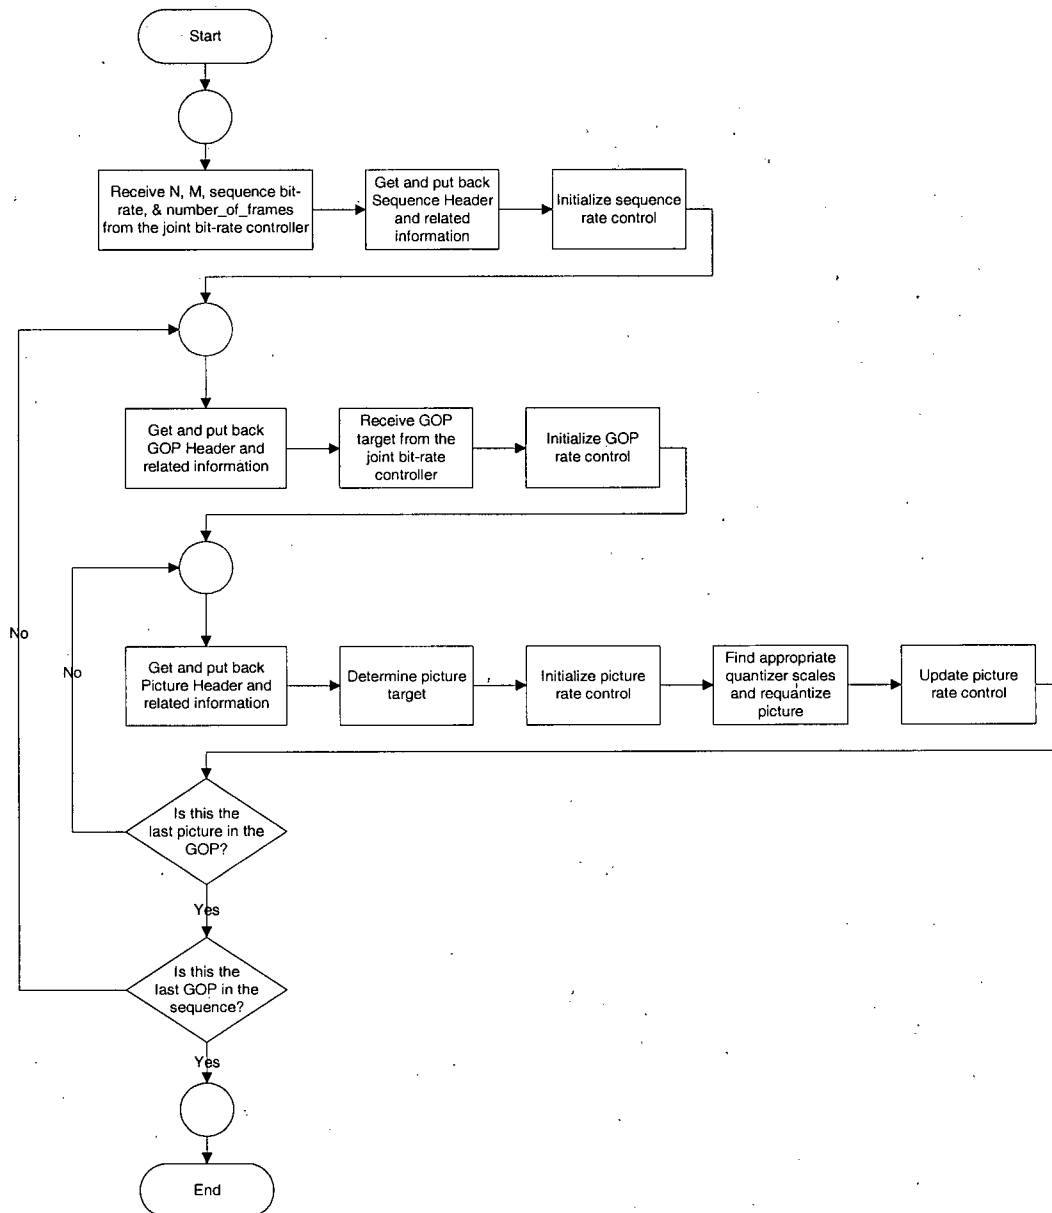 Start
Receive N, M, sequence bit-
rate, & number_of_frames
from the joint bit-rate controller
Get and put back
Sequence Header
and related
information
Initialize sequence
rate control
Get and put back
GOP Header and
related information
Receive GOP
target from the
joint bit-rate
controller
Initialize GOP
rate control
No
No
Get and put back
Picture Header and
related information
Determine picture
target
Initialize picture
rate control
Find appropriate
quantizer scales
and requantize
picture
Update picture
rate control
Is this the
last picture in the
GOP?
Yes
Is this the
last GOP in the
sequence?
Yes
End